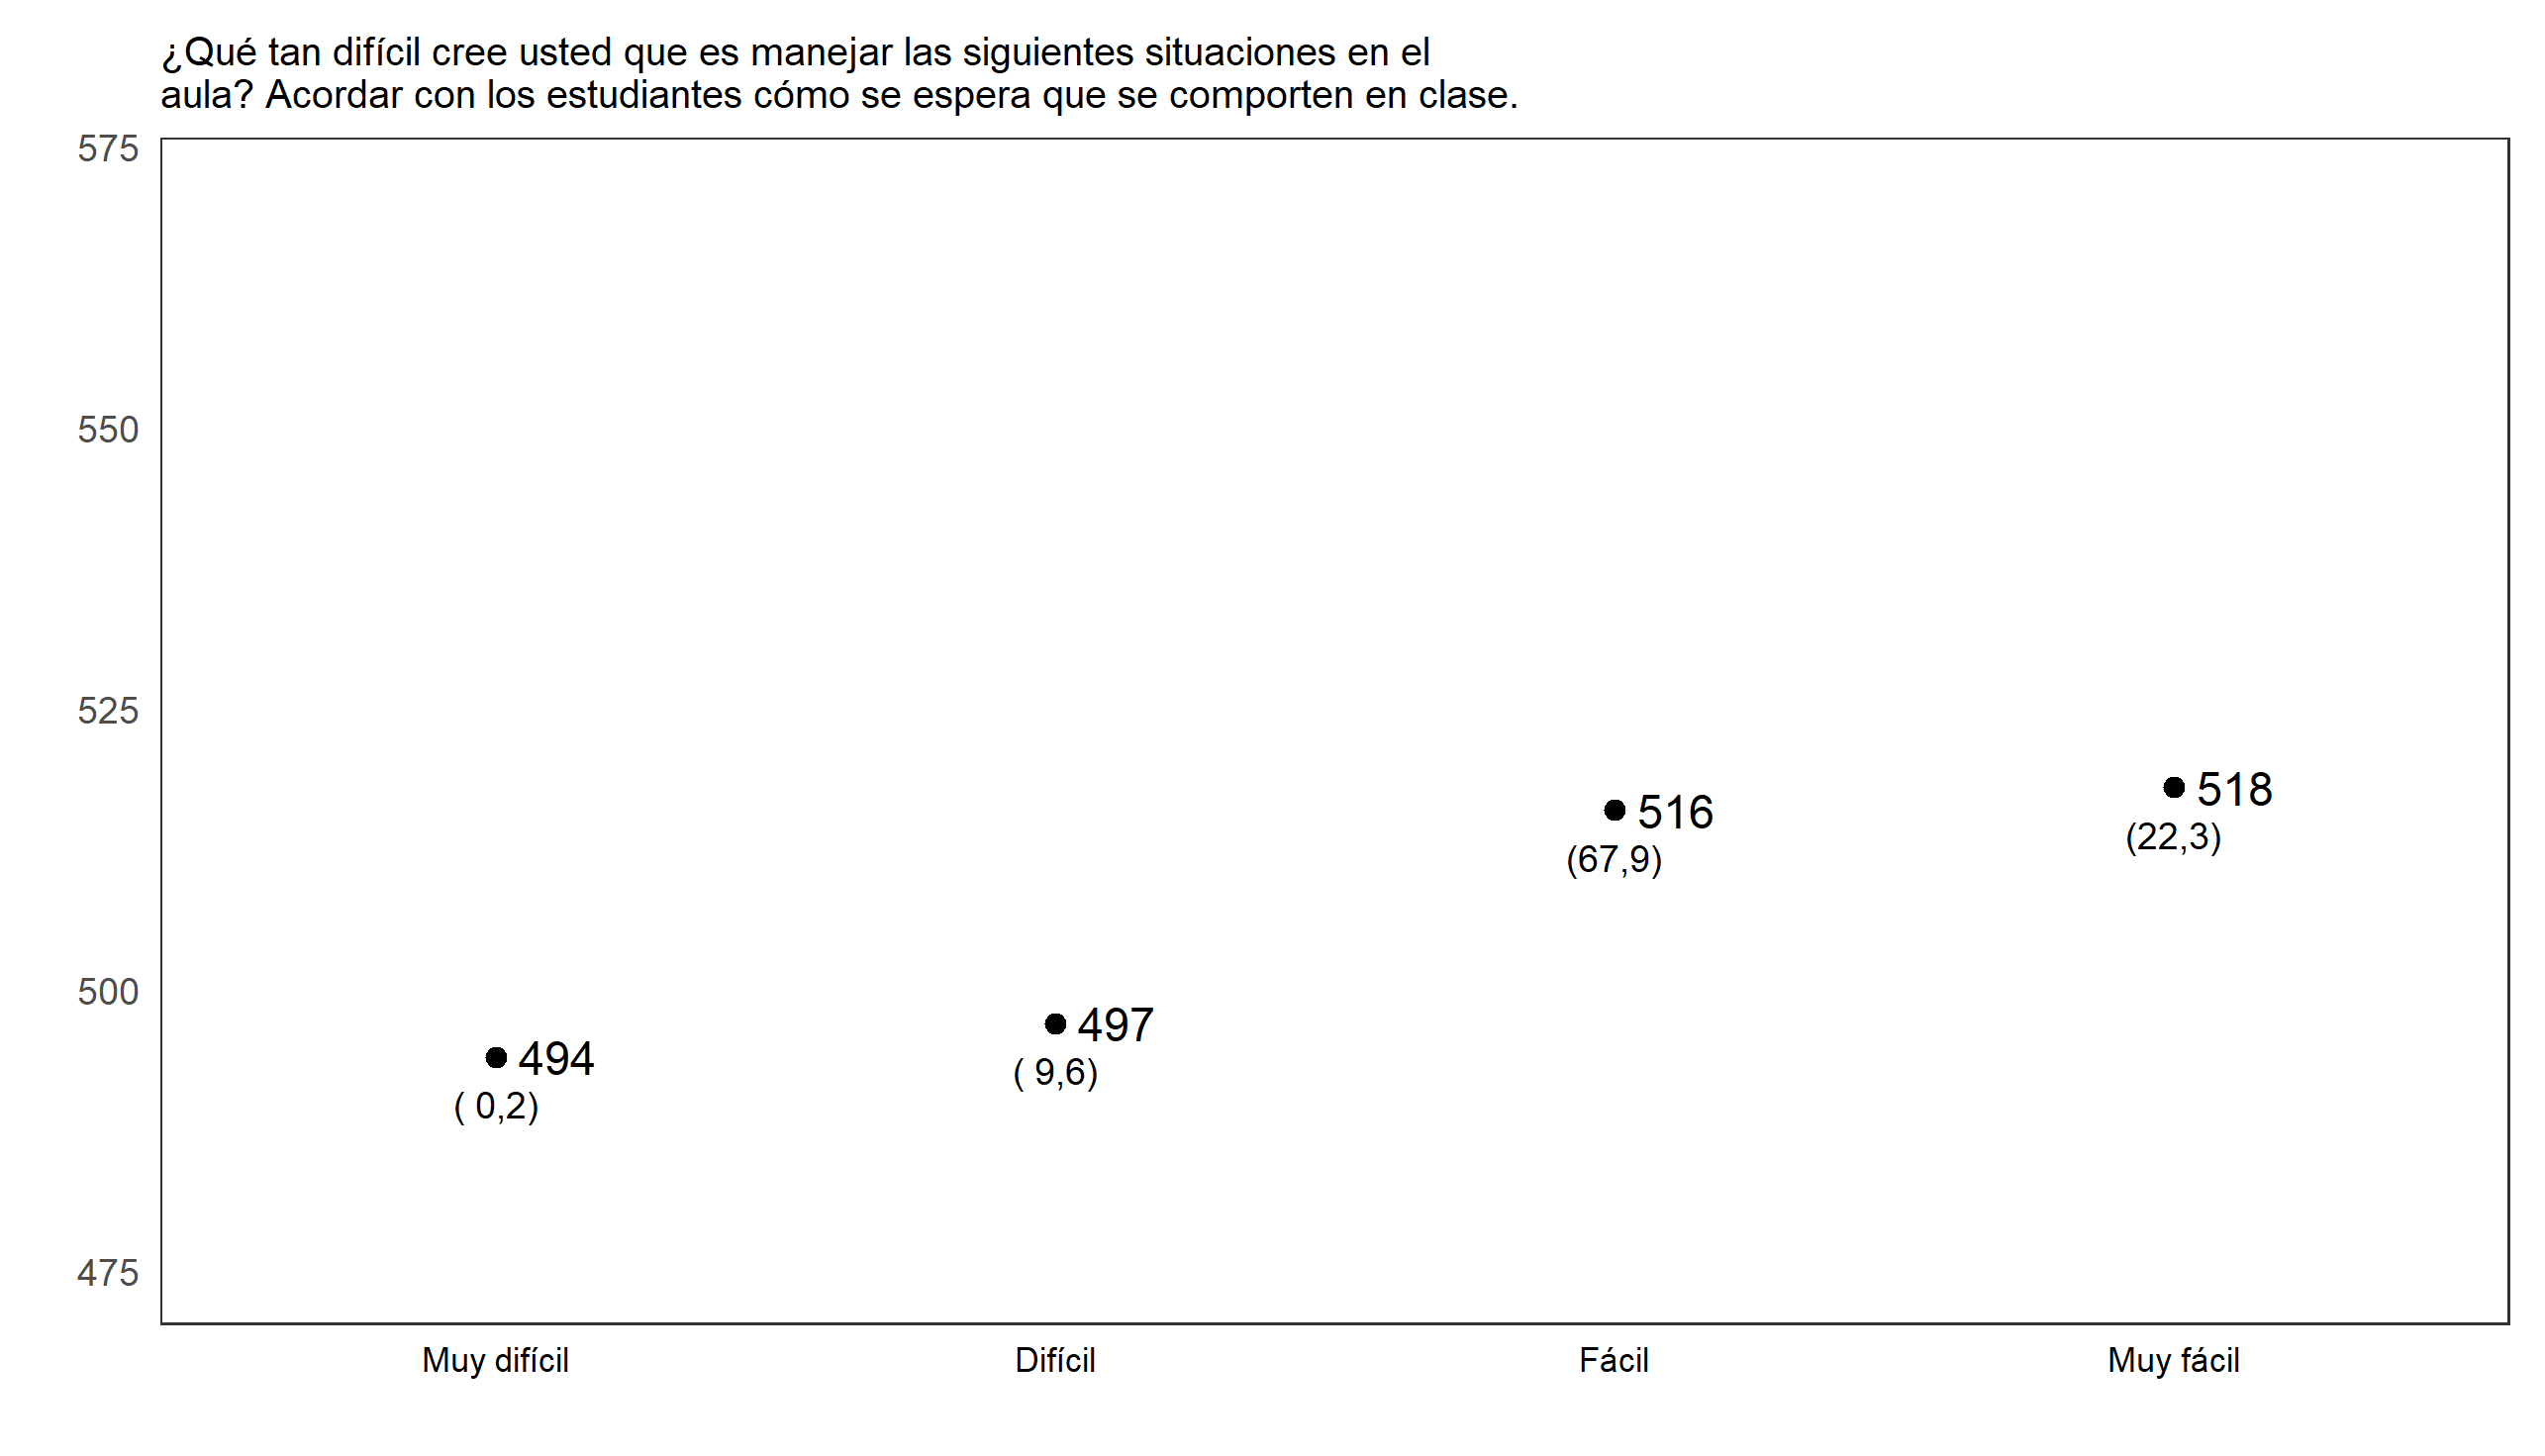 ¿Qué tan difícil cree usted que es manejar las siguientes situaciones en el
aula? Acordar con los estudiantes cómo se espera que se comporten en clase.
575
550
525
500
475
518
(22,3)
516
(67,9)
497
( 9,6)
494
( 0,2)
Muy difícil
Difícil
Fácil
Muy fácil